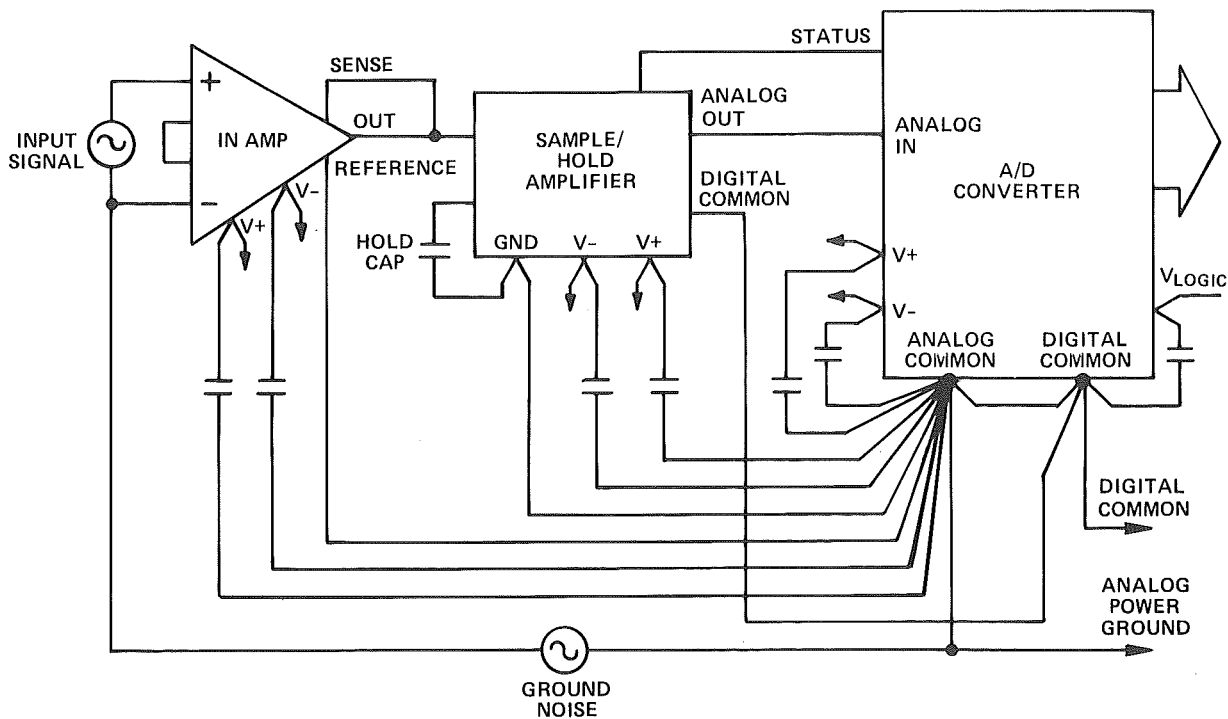 STATUS
SENSE
ANALOG
OUT
+
OUT
INPUT
SIGNAL
IN AMP
SAMPLE/
HOLD
AMPLIFIER
ANALOG
IN
A/D
CONVERTER
REFERENCE
DIGITAL
COMMON
−
V−
V+
HOLD
CAP
GND
V−
V+
V+
V−
VLOGIC
ANALOG
COMMON
DIGITAL
COMMON
DIGITAL
COMMON
ANALOG
POWER
GROUND
GROUND
NOISE